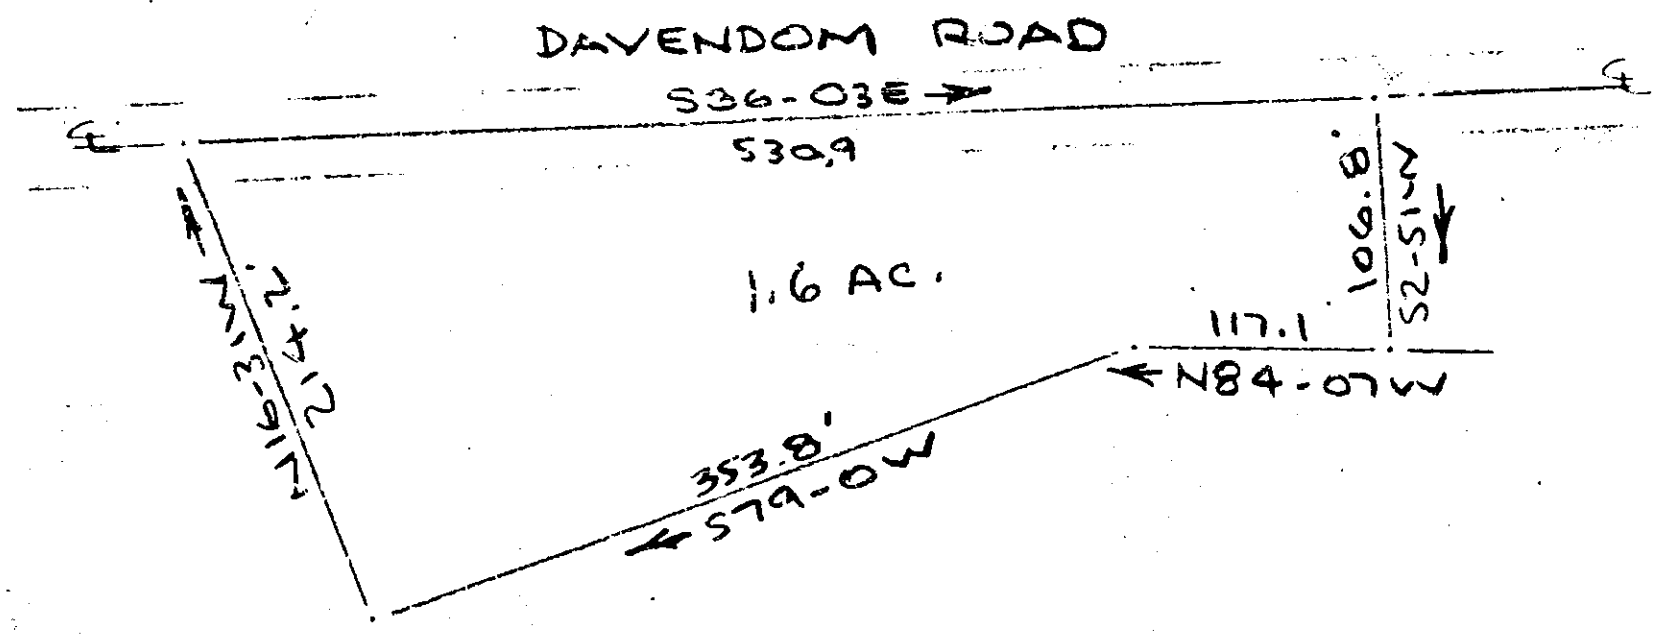 DAVENDOM ROAD
S36-03E
℄
℄
530.9
106.8'
S2-51W
214.2'
N16-31W
1.6 AC.
117.1
N84-07W
353.8'
S79-0W